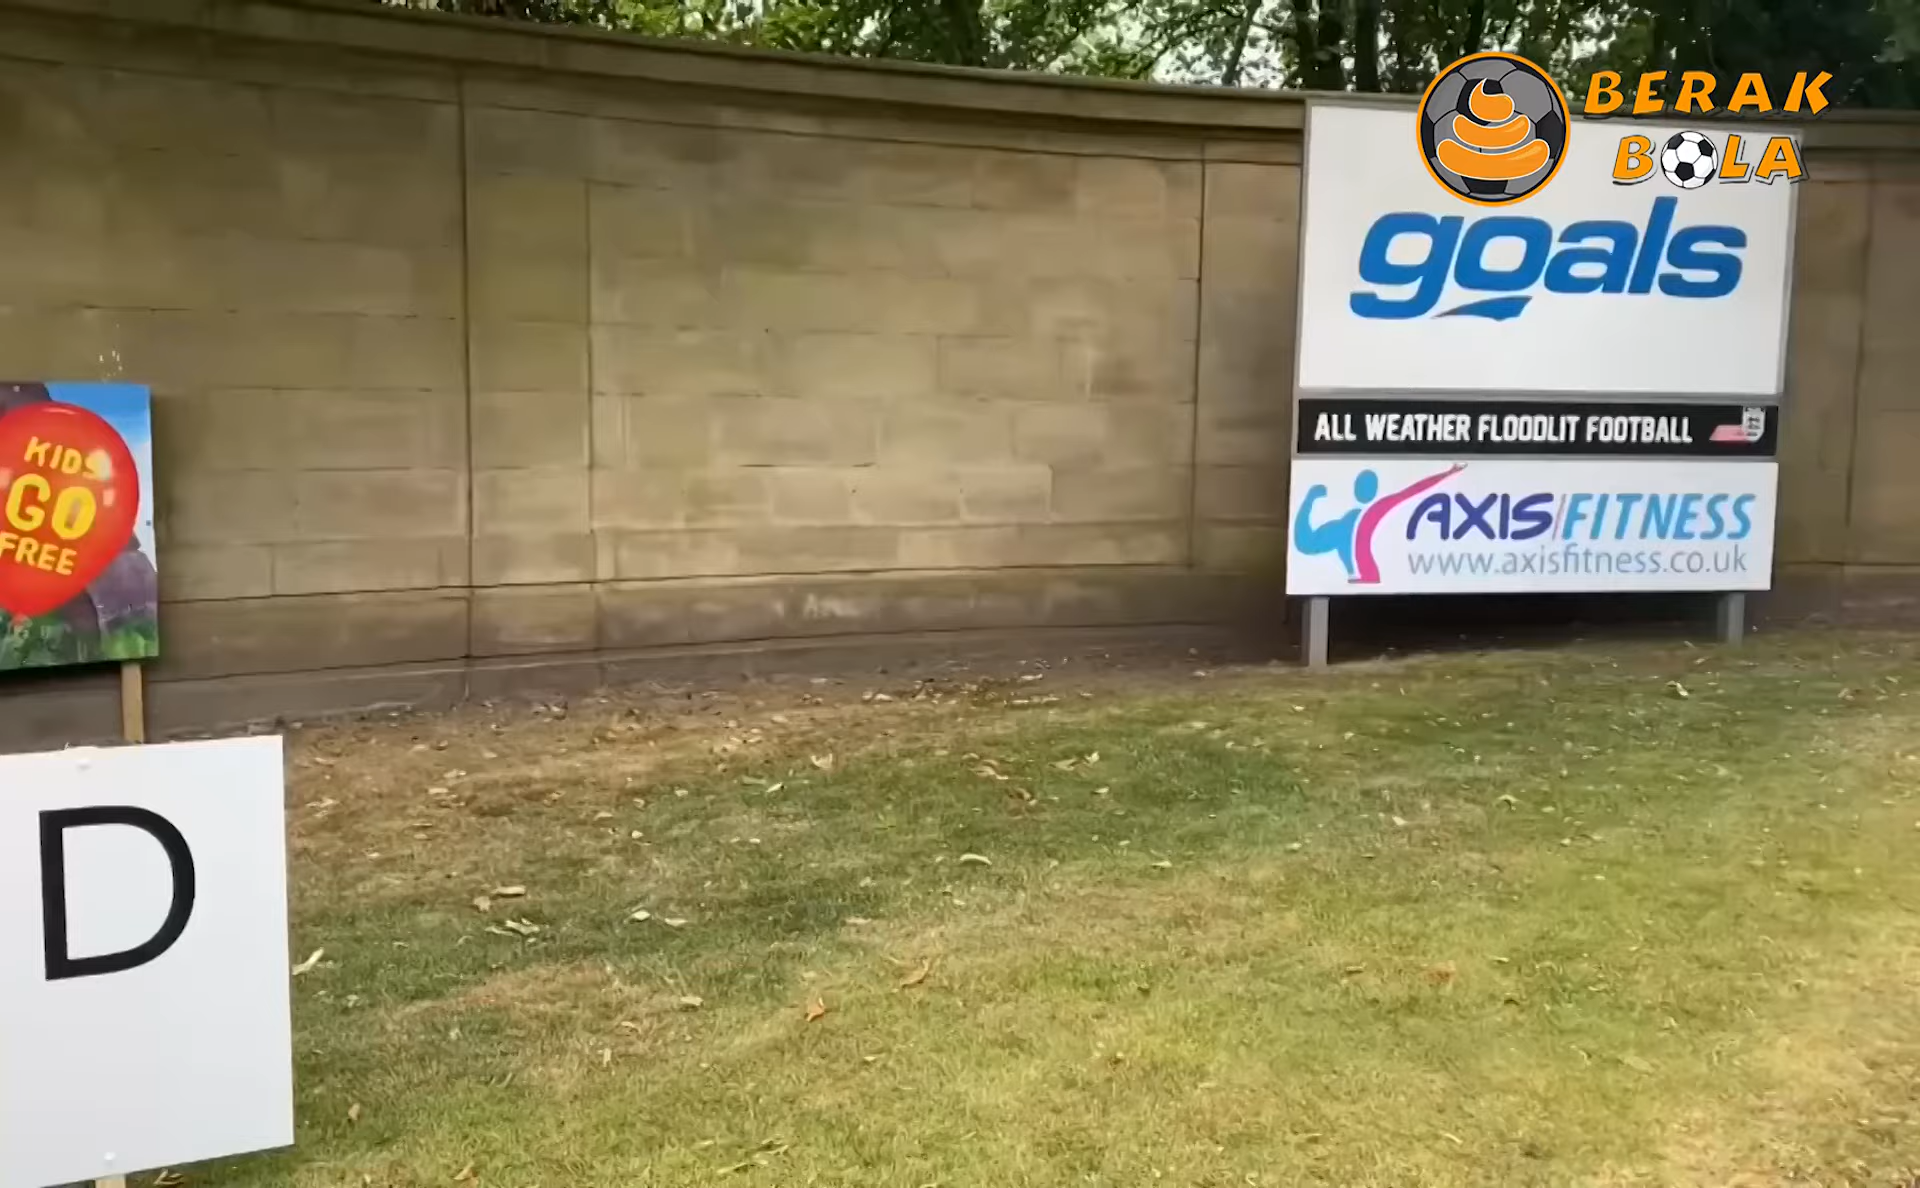 BERAK
BOLA
goals
ALL WEATHER FLOODLIT FOOTBALL
AXIS/FITNESS
www.axisfitness.co.uk
KIDS
GO
FREE
D